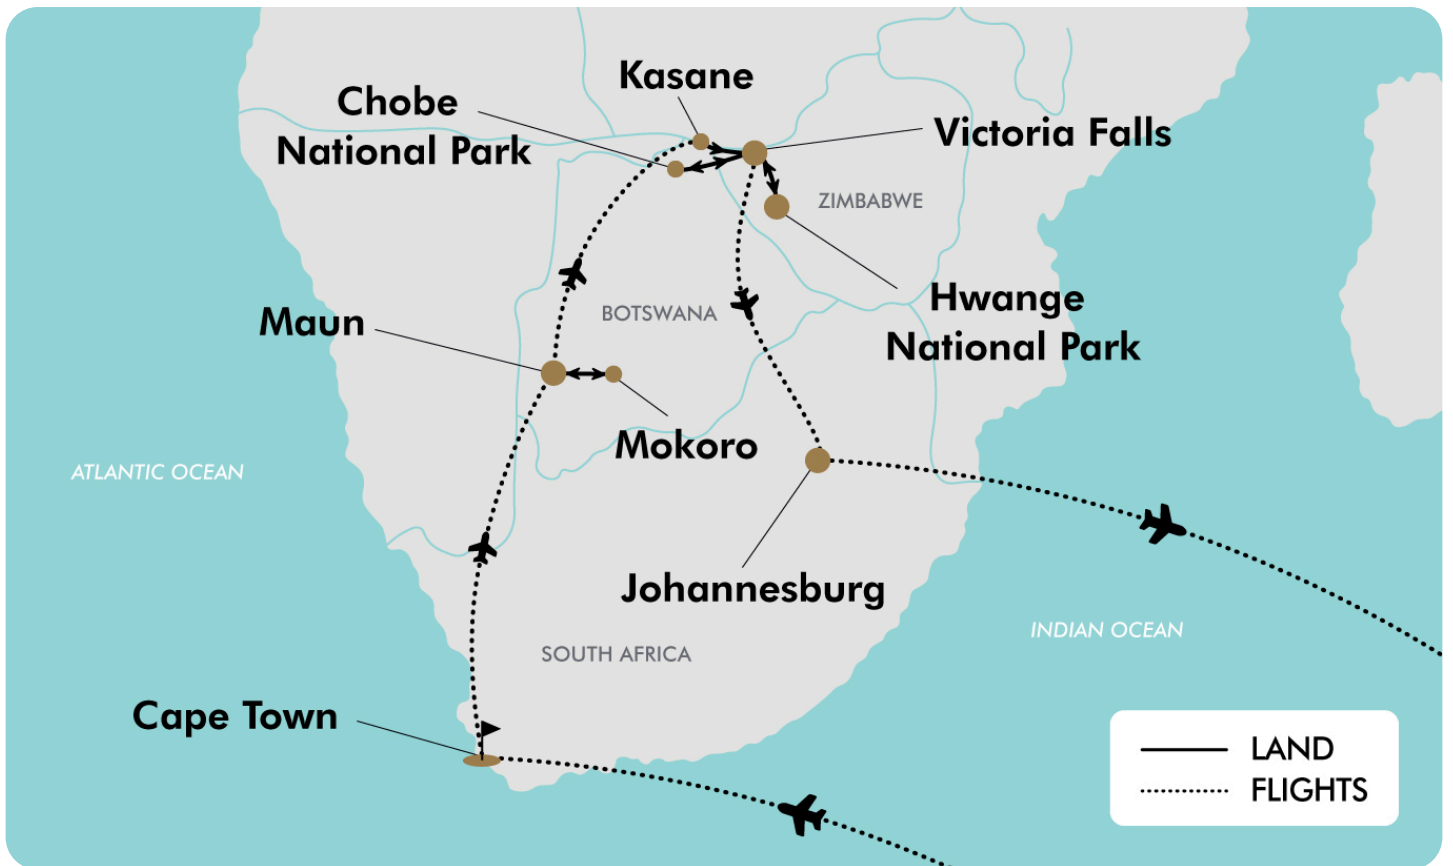 Kasane
Chobe
National Park
Victoria Falls
ZIMBABWE
Hwange
National Park
BOTSWANA
Maun
Mokoro
ATLANTIC OCEAN
Johannesburg
INDIAN OCEAN
SOUTH AFRICA
Cape Town
LAND
FLIGHTS